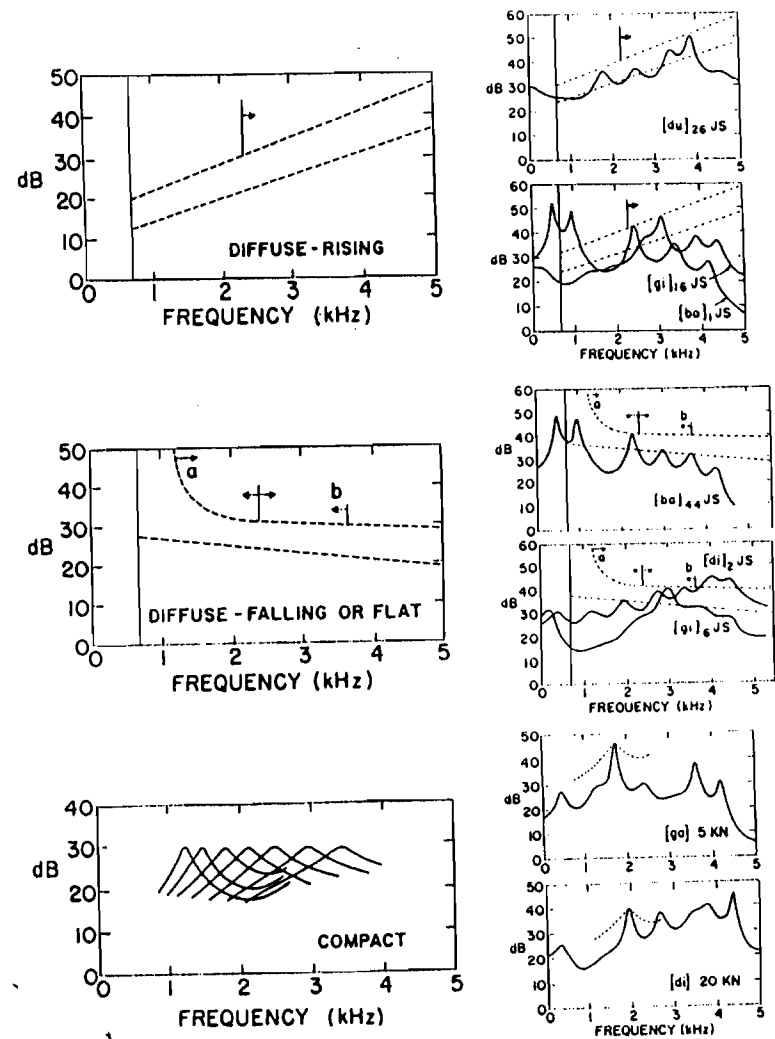 50
40
30
20
10
0
dB
DIFFUSE - RISING
0 1 2 3 4 5
FREQUENCY (kHz)
60
50
40
dB 30
20
10
0
[du]26 JS
0 1 2 3 4 5
60
50
40
dB 30
20
10
0
[gi]16 JS
[ba]1 JS
0 1 2 3 4 5
FREQUENCY (kHz)
50
40
30
20
10
0
dB
a
b
DIFFUSE - FALLING OR FLAT
0 1 2 3 4 5
FREQUENCY (kHz)
60
50
40
dB
30
20
10
0
a
b
[ba]44 JS
0 1 2 3 4 5
60
50
40
dB
30
20
10
0
a
b
[di]2 JS
[gi]6 JS
0 1 2 3 4 5
FREQUENCY (kHz)
40
30
dB
20
10
0
COMPACT
0 1 2 3 4 5
FREQUENCY (kHz)
50
40
30
dB
20
10
0
[ga] 5 KN
0 1 2 3 4 5
50
40
30
dB
20
10
0
[di] 20 KN
0 1 2 3 4 5
FREQUENCY (kHz)